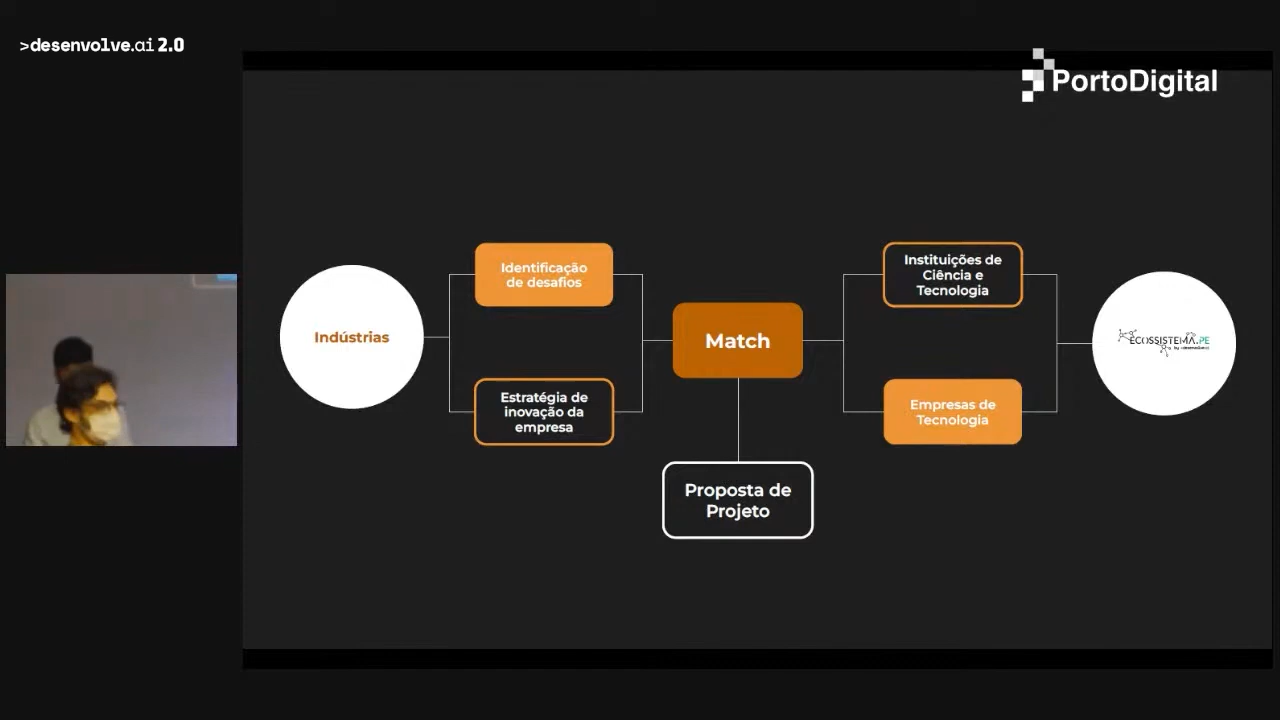 >desenvolve.ai 2.0
PortoDigital
Indústrias
Identificação
de desafios
Estratégia de
inovação da
empresa
Match
Proposta de
Projeto
Instituições de
Ciência e
Tecnologia
Empresas de
Tecnologia
ECOSSISTEMA.PE